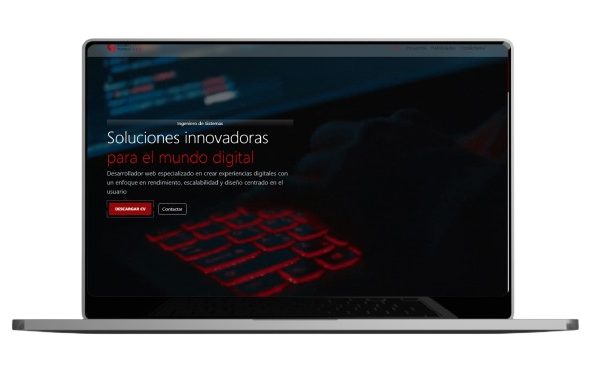 Ingeniero de Sistemas
Soluciones innovadoras
para el mundo digital
Desarrollador web especializado en crear experiencias digitales con
un enfoque en rendimiento, escalabilidad y diseño centrado en el
usuario
DESCARGAR CV
Contactar